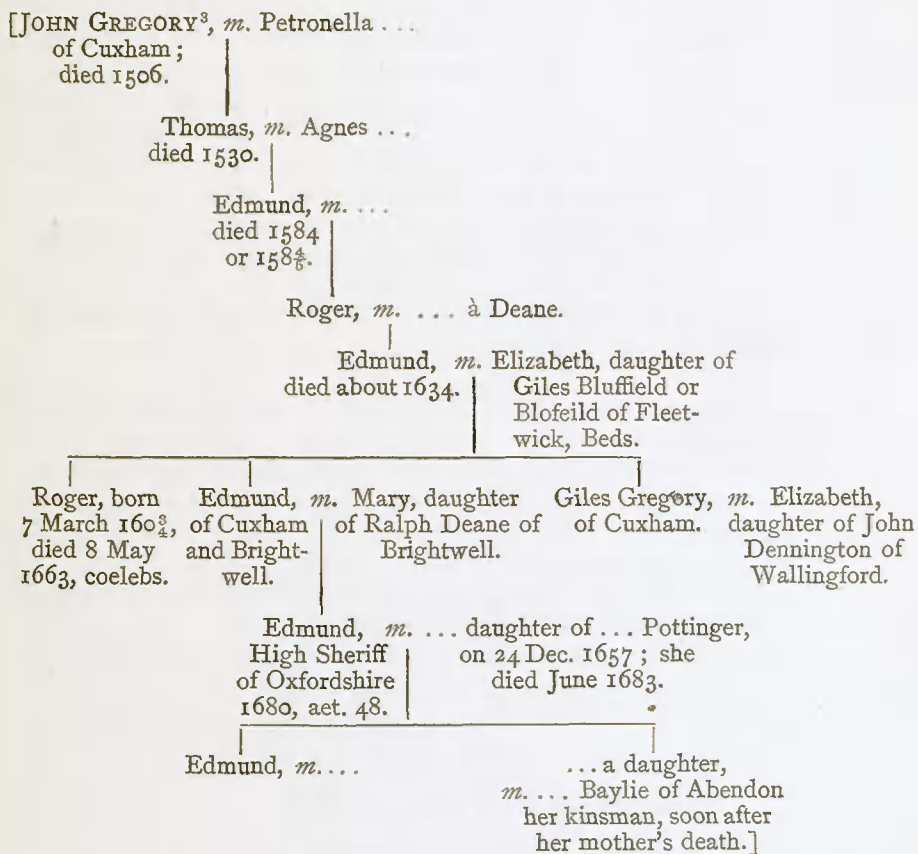 [JOHN GREGORY³, m. Petronella ...
of Cuxham;
died 1506.
Thomas, m. Agnes ...
died 1530.
Edmund, m. ...
died 1584
or 158⅘.
Roger, m. ... à Deane.
Edmund, m. Elizabeth, daughter of
died about 1634. Giles Bluffield or
Blofeild of Fleet-
wick, Beds.
Roger, born Edmund, m. Mary, daughter Giles Gregory, m. Elizabeth,
7 March 160¾, of Cuxham of Ralph Deane of of Cuxham. daughter of John
died 8 May and Bright- Brightwell. Dennington of
1663, coelebs. well. Wallingford.
Edmund, m. ... daughter of ... Pottinger,
High Sheriff on 24 Dec. 1657; she
of Oxfordshire died June 1683.
1680, aet. 48.
Edmund, m. ... ... a daughter,
m. ... Baylie of Abendon
her kinsman, soon after
her mother's death.]